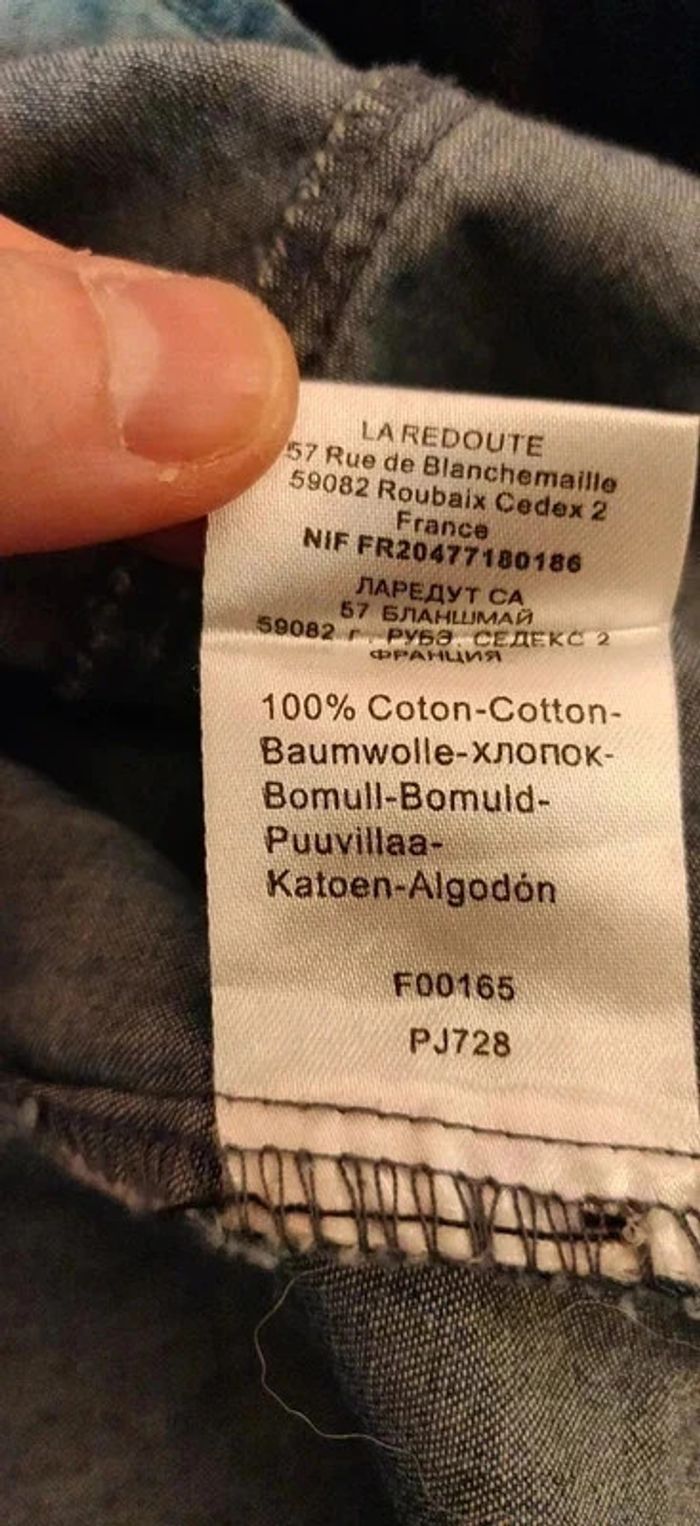 LA REDOUTE
57 Rue de Blanchemaille
59082 Roubaix Cedex 2
France
NIF FR20477180186
ЛАРЕДУТ СА
57 БЛАНШМАЙ
59082 г. РУБЭ. СЕДЕКС 2
ФРАНЦИЯ
100% Coton-Cotton-
Baumwolle-хлопок-
Bomull-Bomuld-
Puuvillaa-
Katoen-Algodón
F00165
PJ728